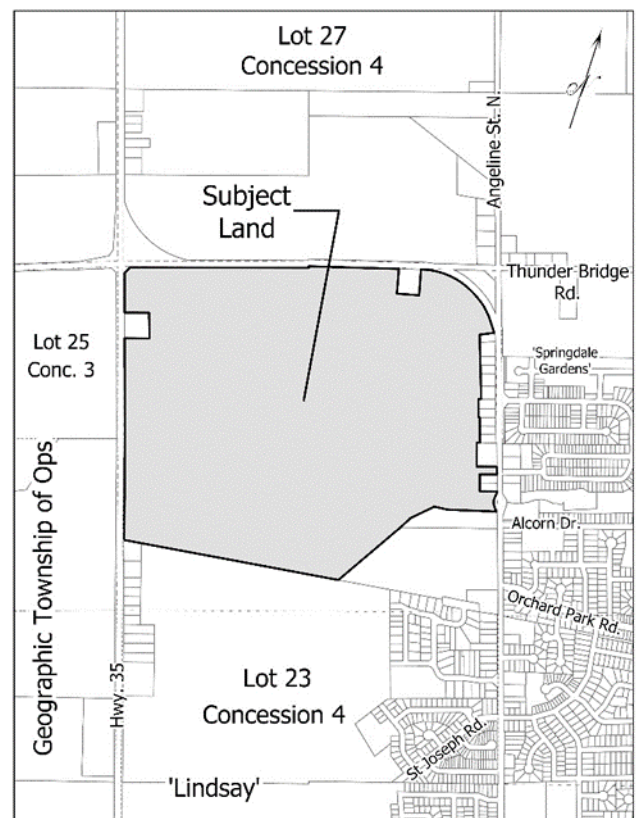 Lot 27
Concession 4
Angeline St. N.
Subject
Land
Thunder Bridge
Rd.
Lot 25
Conc. 3
'Springdale
Gardens'
Geographic Township of Ops
Alcorn Dr.
Orchard Park Rd.
Hwy. 35
Lot 23
Concession 4
St Joseph Rd.
'Lindsay'